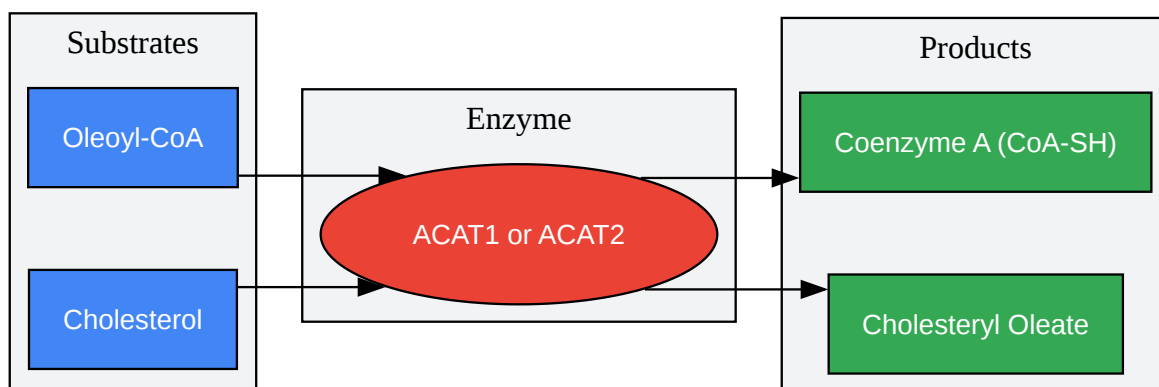 Substrates
Oleoyl-CoA
Cholesterol
Enzyme
ACAT1 or ACAT2
Products
Coenzyme A (CoA-SH)
Cholesteryl Oleate